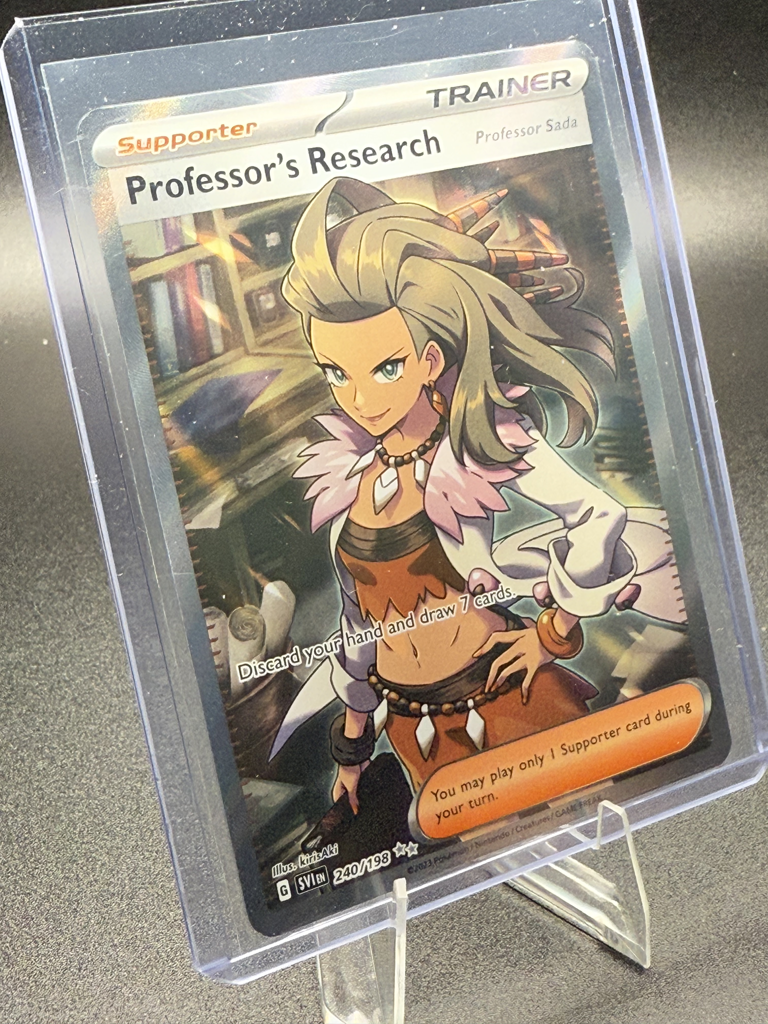 Supporter
TRAINER
Professor's Research
Professor Sada
Discard your hand and draw 7 cards.
You may play only 1 Supporter card during
your turn.
Illus. kirisAki
G SVI EN 240/198
©2023 Pokémon / Nintendo / Creatures / GAME FREAK